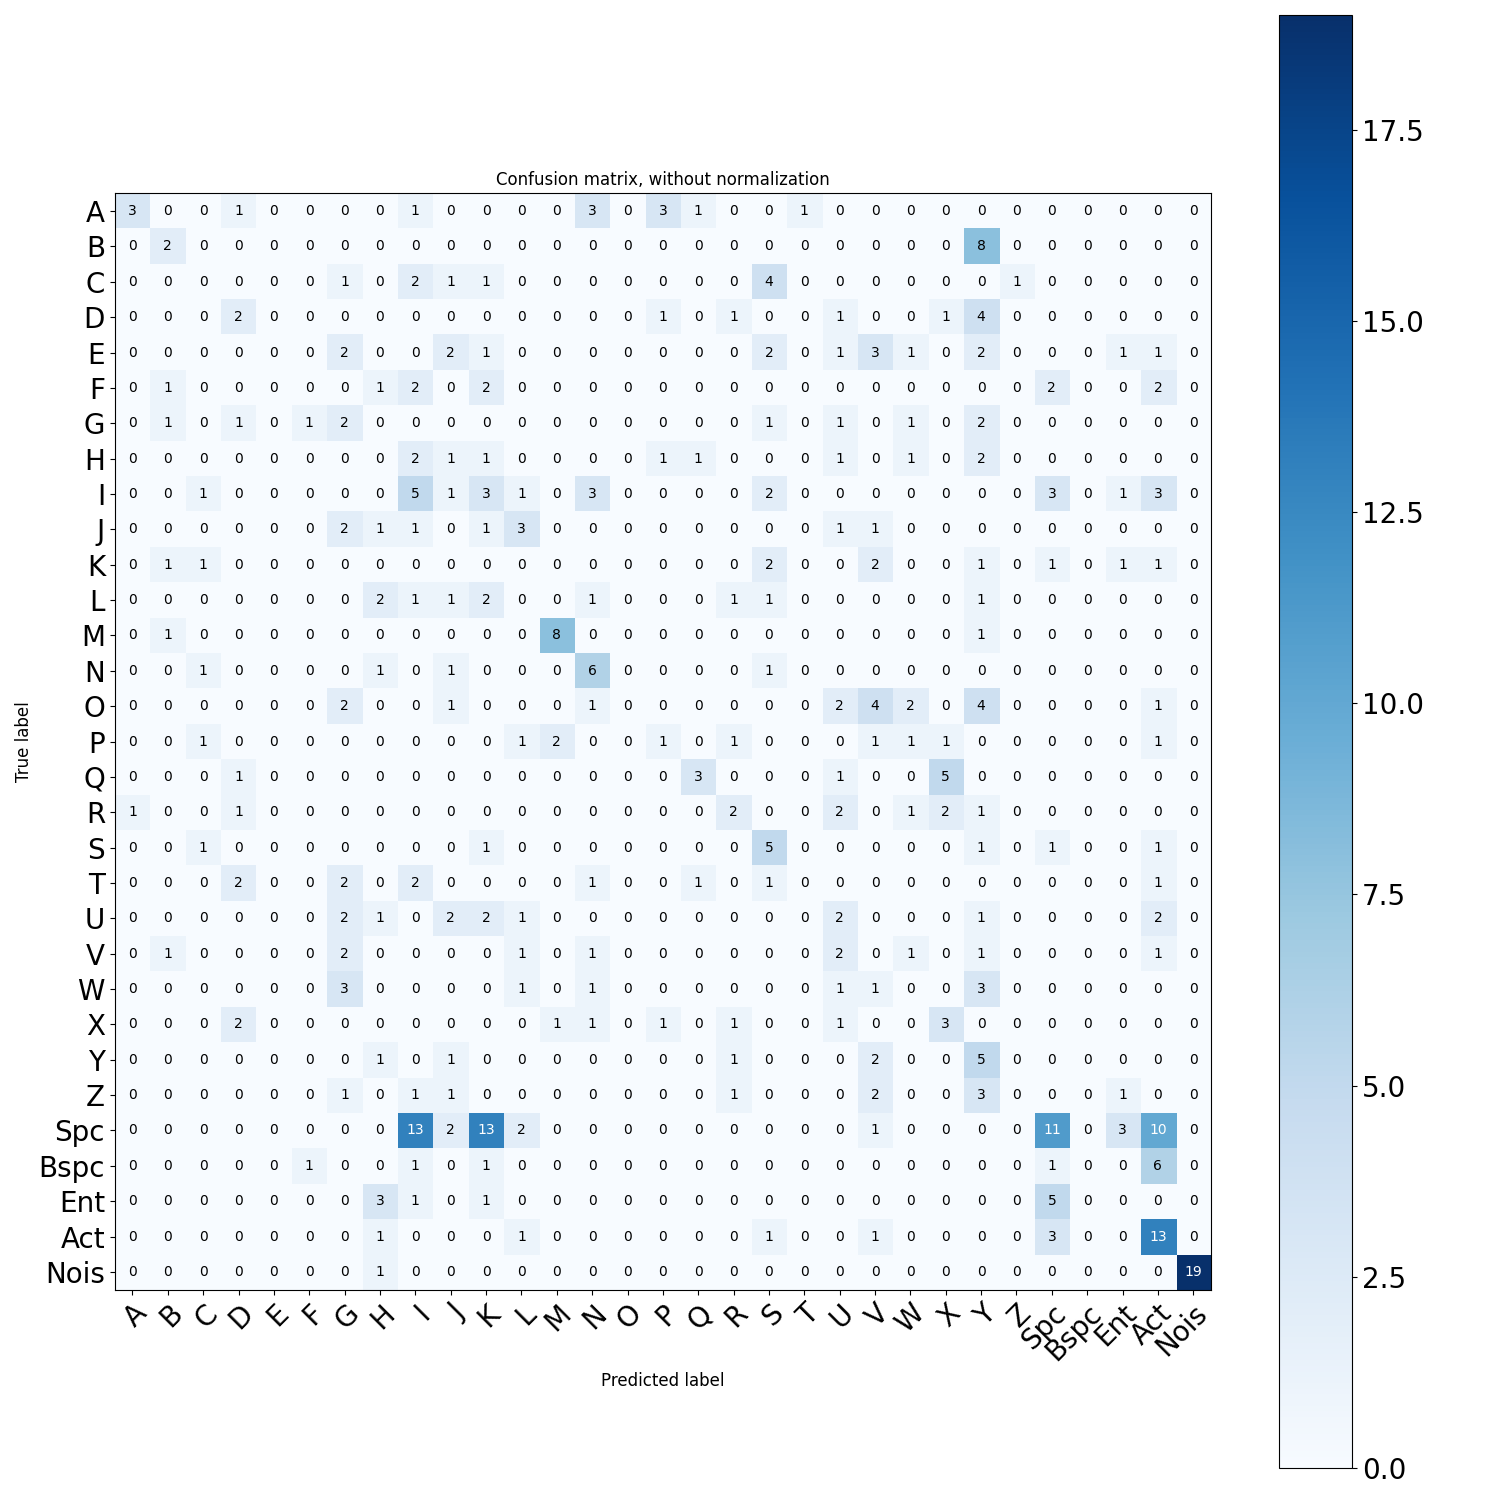 Confusion matrix, without normalization
A 3 0 0 1 0 0 0 0 1 0 0 0 0 3 0 3 1 0 0 1 0 0 0 0 0 0 0 0 0 0 0
B 0 2 0 0 0 0 0 0 0 0 0 0 0 0 0 0 0 0 0 0 0 0 0 0 8 0 0 0 0 0 0
C 0 0 0 0 0 0 1 0 2 1 1 0 0 0 0 0 0 0 4 0 0 0 0 0 0 1 0 0 0 0 0
D 0 0 0 2 0 0 0 0 0 0 0 0 0 0 0 1 0 1 0 0 1 0 0 1 4 0 0 0 0 0 0
E 0 0 0 0 0 0 2 0 0 2 1 0 0 0 0 0 0 0 2 0 1 3 1 0 2 0 0 0 1 1 0
F 0 1 0 0 0 0 0 1 2 0 2 0 0 0 0 0 0 0 0 0 0 0 0 0 0 0 2 0 0 2 0
G 0 1 0 1 0 1 2 0 0 0 0 0 0 0 0 0 0 0 1 0 1 0 1 0 2 0 0 0 0 0 0
H 0 0 0 0 0 0 0 0 2 1 1 0 0 0 0 1 1 0 0 0 1 0 1 0 2 0 0 0 0 0 0
I 0 0 1 0 0 0 0 0 5 1 3 1 0 3 0 0 0 0 2 0 0 0 0 0 0 0 3 0 1 3 0
J 0 0 0 0 0 0 2 1 1 0 1 3 0 0 0 0 0 0 0 0 1 1 0 0 0 0 0 0 0 0 0
K 0 1 1 0 0 0 0 0 0 0 0 0 0 0 0 0 0 0 2 0 0 2 0 0 1 0 1 0 1 1 0
L 0 0 0 0 0 0 0 2 1 1 2 0 0 1 0 0 0 1 1 0 0 0 0 0 1 0 0 0 0 0 0
M 0 1 0 0 0 0 0 0 0 0 0 0 8 0 0 0 0 0 0 0 0 0 0 0 1 0 0 0 0 0 0
N 0 0 1 0 0 0 0 1 0 1 0 0 0 6 0 0 0 0 1 0 0 0 0 0 0 0 0 0 0 0 0
O 0 0 0 0 0 0 2 0 0 1 0 0 0 1 0 0 0 0 0 0 2 4 2 0 4 0 0 0 0 1 0
P 0 0 1 0 0 0 0 0 0 0 0 1 2 0 0 1 0 1 0 0 0 1 1 1 0 0 0 0 0 1 0
Q 0 0 0 1 0 0 0 0 0 0 0 0 0 0 0 0 3 0 0 0 1 0 0 5 0 0 0 0 0 0 0
R 1 0 0 1 0 0 0 0 0 0 0 0 0 0 0 0 0 2 0 0 2 0 1 2 1 0 0 0 0 0 0
S 0 0 1 0 0 0 0 0 0 0 1 0 0 0 0 0 0 0 5 0 0 0 0 0 1 0 1 0 0 1 0
T 0 0 0 2 0 0 2 0 2 0 0 0 0 1 0 0 1 0 1 0 0 0 0 0 0 0 0 0 0 1 0
U 0 0 0 0 0 0 2 1 0 2 2 1 0 0 0 0 0 0 0 0 2 0 0 0 1 0 0 0 0 2 0
V 0 1 0 0 0 0 2 0 0 0 0 1 0 1 0 0 0 0 0 0 2 0 1 0 1 0 0 0 0 1 0
W 0 0 0 0 0 0 3 0 0 0 0 1 0 1 0 0 0 0 0 0 1 1 0 0 3 0 0 0 0 0 0
X 0 0 0 2 0 0 0 0 0 0 0 0 1 1 0 1 0 1 0 0 1 0 0 3 0 0 0 0 0 0 0
Y 0 0 0 0 0 0 0 1 0 1 0 0 0 0 0 0 0 1 0 0 0 2 0 0 5 0 0 0 0 0 0
Z 0 0 0 0 0 0 1 0 1 1 0 0 0 0 0 0 0 1 0 0 0 2 0 0 3 0 0 0 1 0 0
Spc 0 0 0 0 0 0 0 0 13 2 13 2 0 0 0 0 0 0 0 0 0 1 0 0 0 0 11 0 3 10 0
Bspc 0 0 0 0 0 1 0 0 1 0 1 0 0 0 0 0 0 0 0 0 0 0 0 0 0 0 1 0 0 6 0
Ent 0 0 0 0 0 0 0 3 1 0 1 0 0 0 0 0 0 0 0 0 0 0 0 0 0 0 5 0 0 0 0
Act 0 0 0 0 0 0 0 1 0 0 0 1 0 0 0 0 0 0 1 0 0 1 0 0 0 0 3 0 0 13 0
Nois 0 0 0 0 0 0 0 1 0 0 0 0 0 0 0 0 0 0 0 0 0 0 0 0 0 0 0 0 0 0 19
A B C D E F G H I J K L M N O P Q R S T U V W X Y Z Spc Bspc Ent Act Nois
True label
Predicted label
17.5
15.0
12.5
10.0
7.5
5.0
2.5
0.0